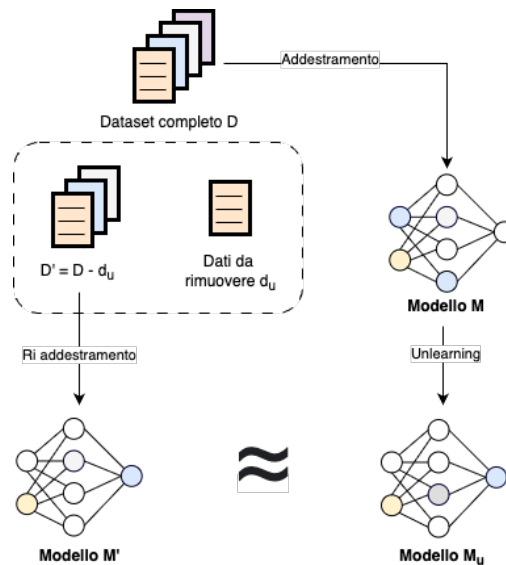 Addestramento
Dataset completo D
D' = D - dᵤ
Dati da
rimuovere dᵤ
Modello M
Ri addestramento
Unlearning
≈
Modello M'
Modello Mᵤ